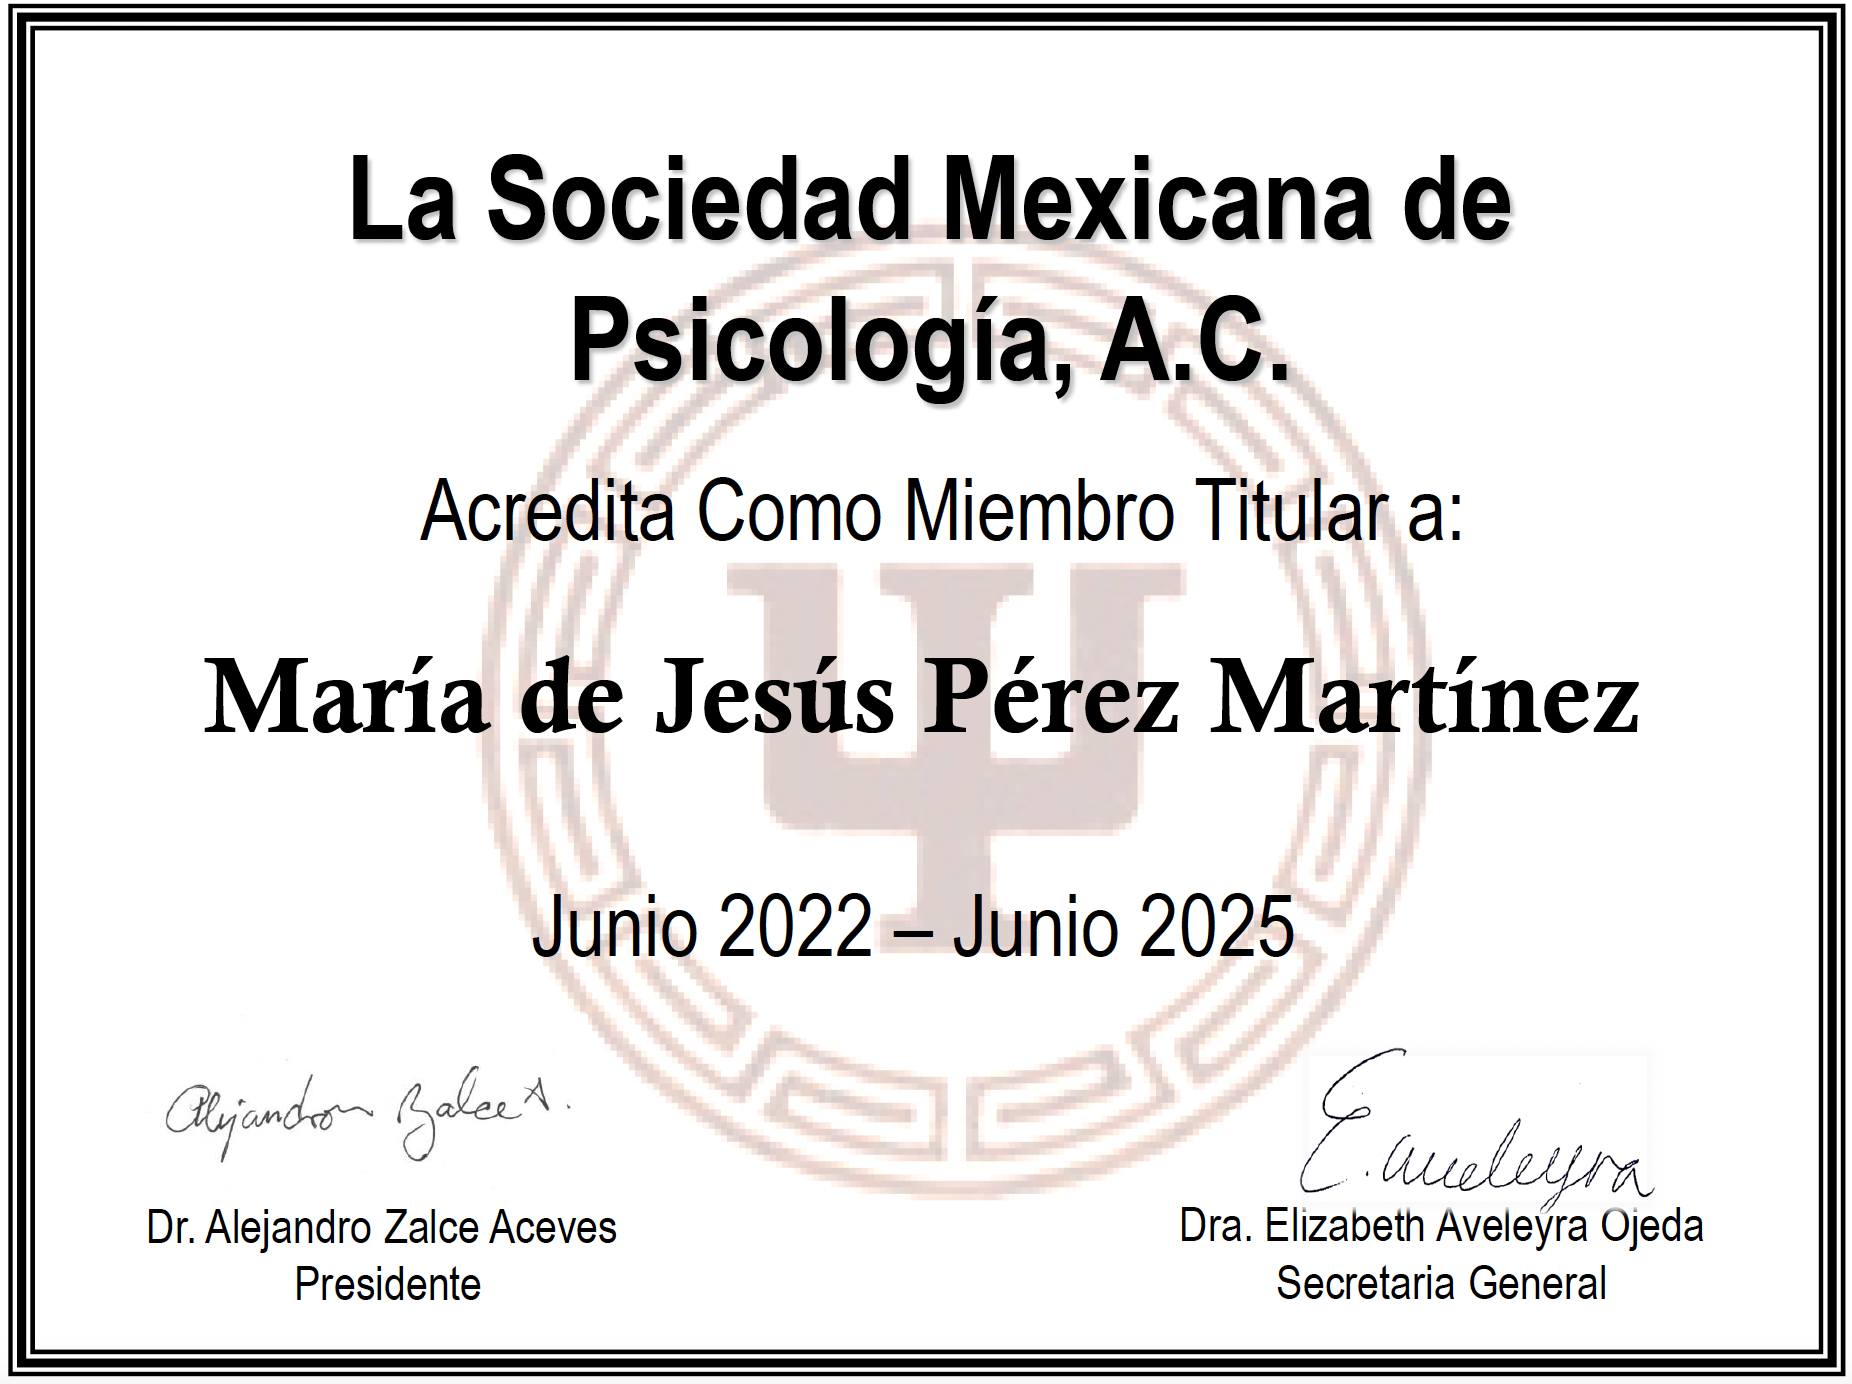 La Sociedad Mexicana de
Psicología, A.C.
Acredita Como Miembro Titular a:
María de Jesús Pérez Martínez
Junio 2022 – Junio 2025
Alejandro Zalce A.
E. Aveleyra
Dr. Alejandro Zalce Aceves
Presidente
Dra. Elizabeth Aveleyra Ojeda
Secretaria General